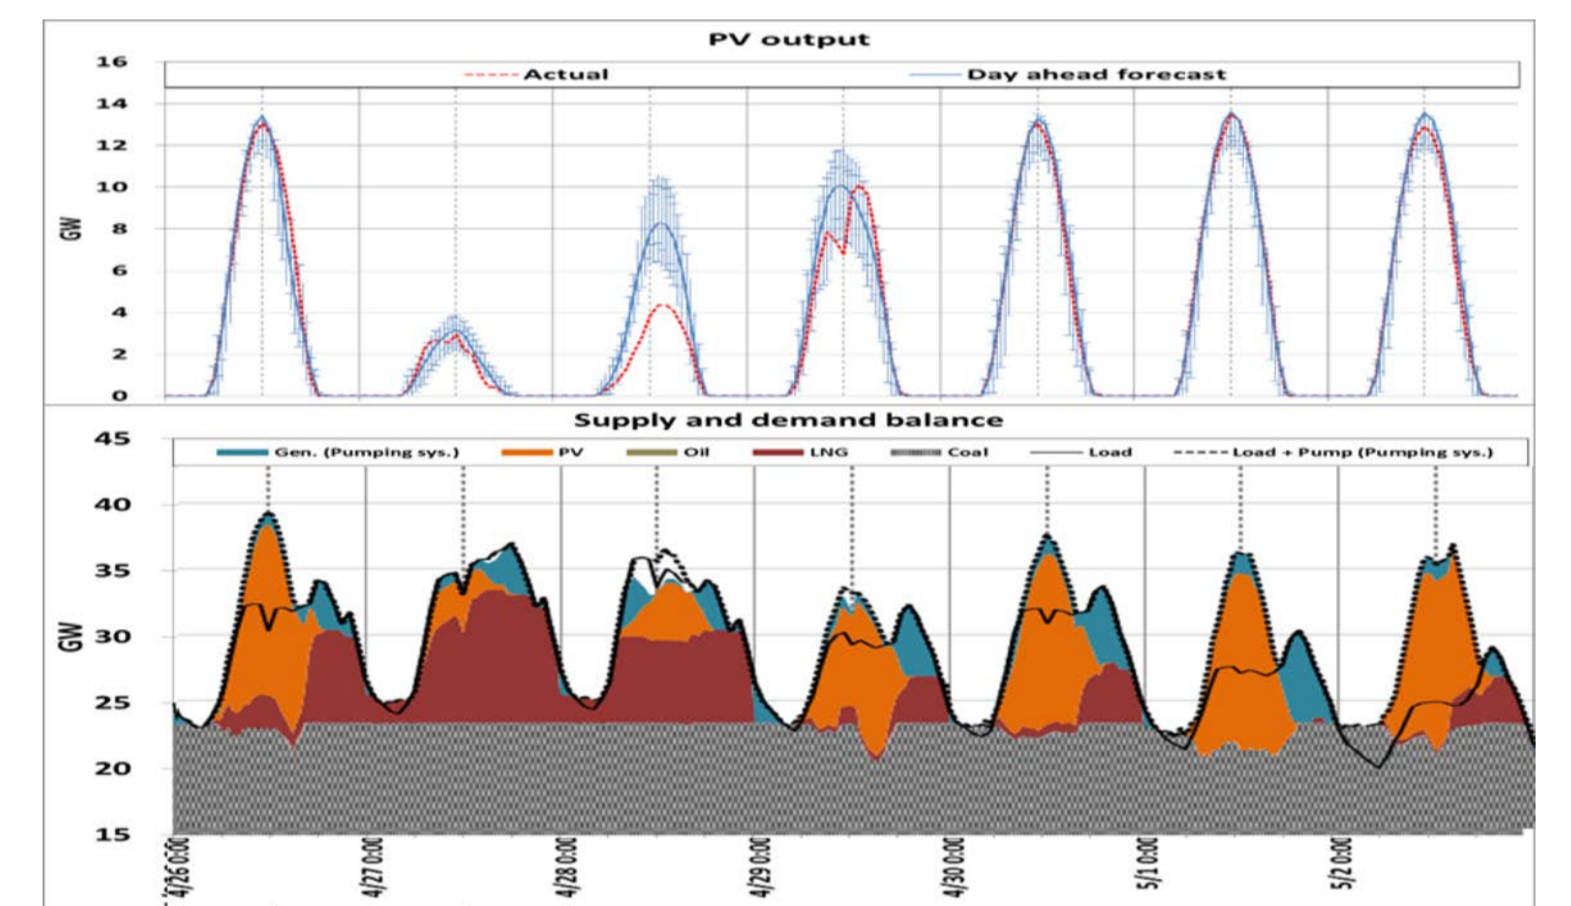 PV output
Actual
Day ahead forecast
16
14
12
10
8
6
4
2
0
GW
Supply and demand balance
Gen. (Pumping sys.)
PV
Oil
LNG
Coal
Load
Load + Pump (Pumping sys.)
45
40
35
30
25
20
15
GW
4/26 0:00
4/27 0:00
4/28 0:00
4/29 0:00
4/30 0:00
5/1 0:00
5/2 0:00